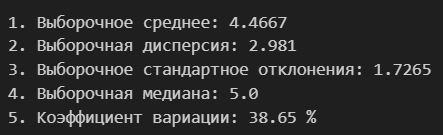 1. Выборочное среднее: 4.4667
2. Выборочная дисперсия: 2.981
3. Выборочное стандартное отклонения: 1.7265
4. Выборочная медиана: 5.0
5. Коэффициент вариации: 38.65 %